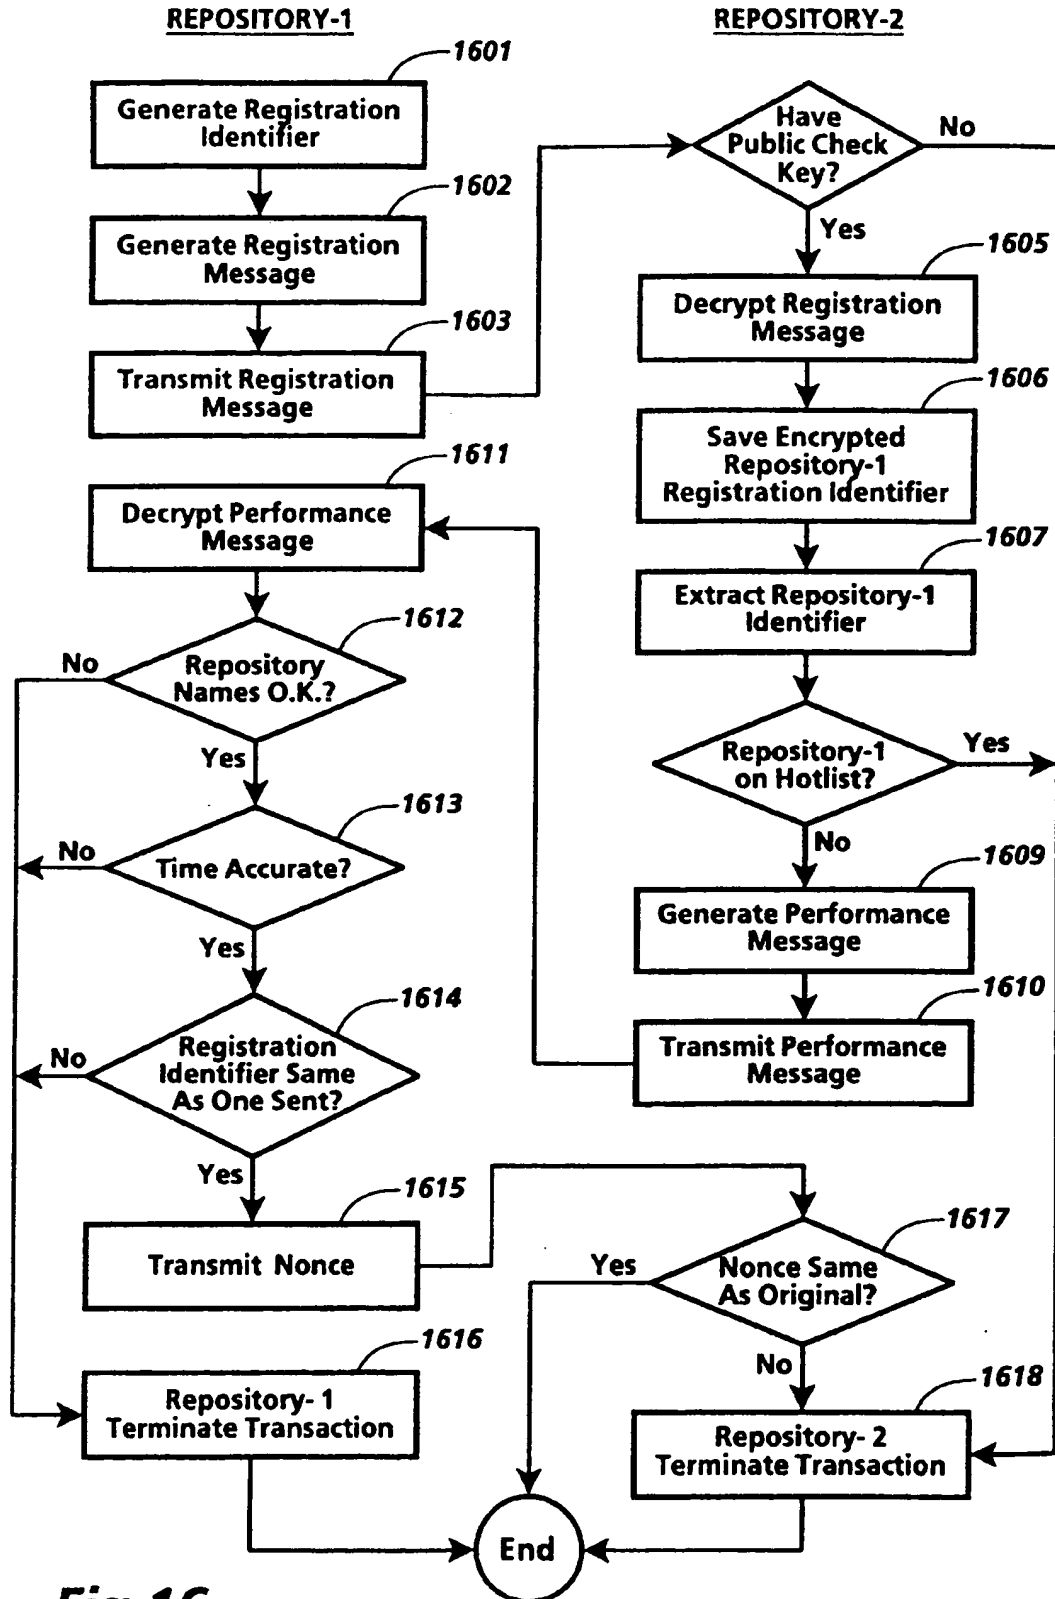 REPOSITORY-1
1601
Generate Registration
Identifier
1602
Generate Registration
Message
1603
Transmit Registration
Message
1611
Decrypt Performance
Message
1612
Repository
Names O.K.?
No
Yes
1613
Time Accurate?
No
Yes
1614
Registration
Identifier Same
As One Sent?
No
Yes
1615
Transmit Nonce
1616
Repository- 1
Terminate Transaction
REPOSITORY-2
Have
Public Check
Key?
No
Yes
1605
Decrypt Registration
Message
1606
Save Encrypted
Repository-1
Registration Identifier
1607
Extract Repository-1
Identifier
Repository-1
on Hotlist?
Yes
No
1609
Generate Performance
Message
1610
Transmit Performance
Message
1617
Nonce Same
As Original?
Yes
No
1618
Repository- 2
Terminate Transaction
End